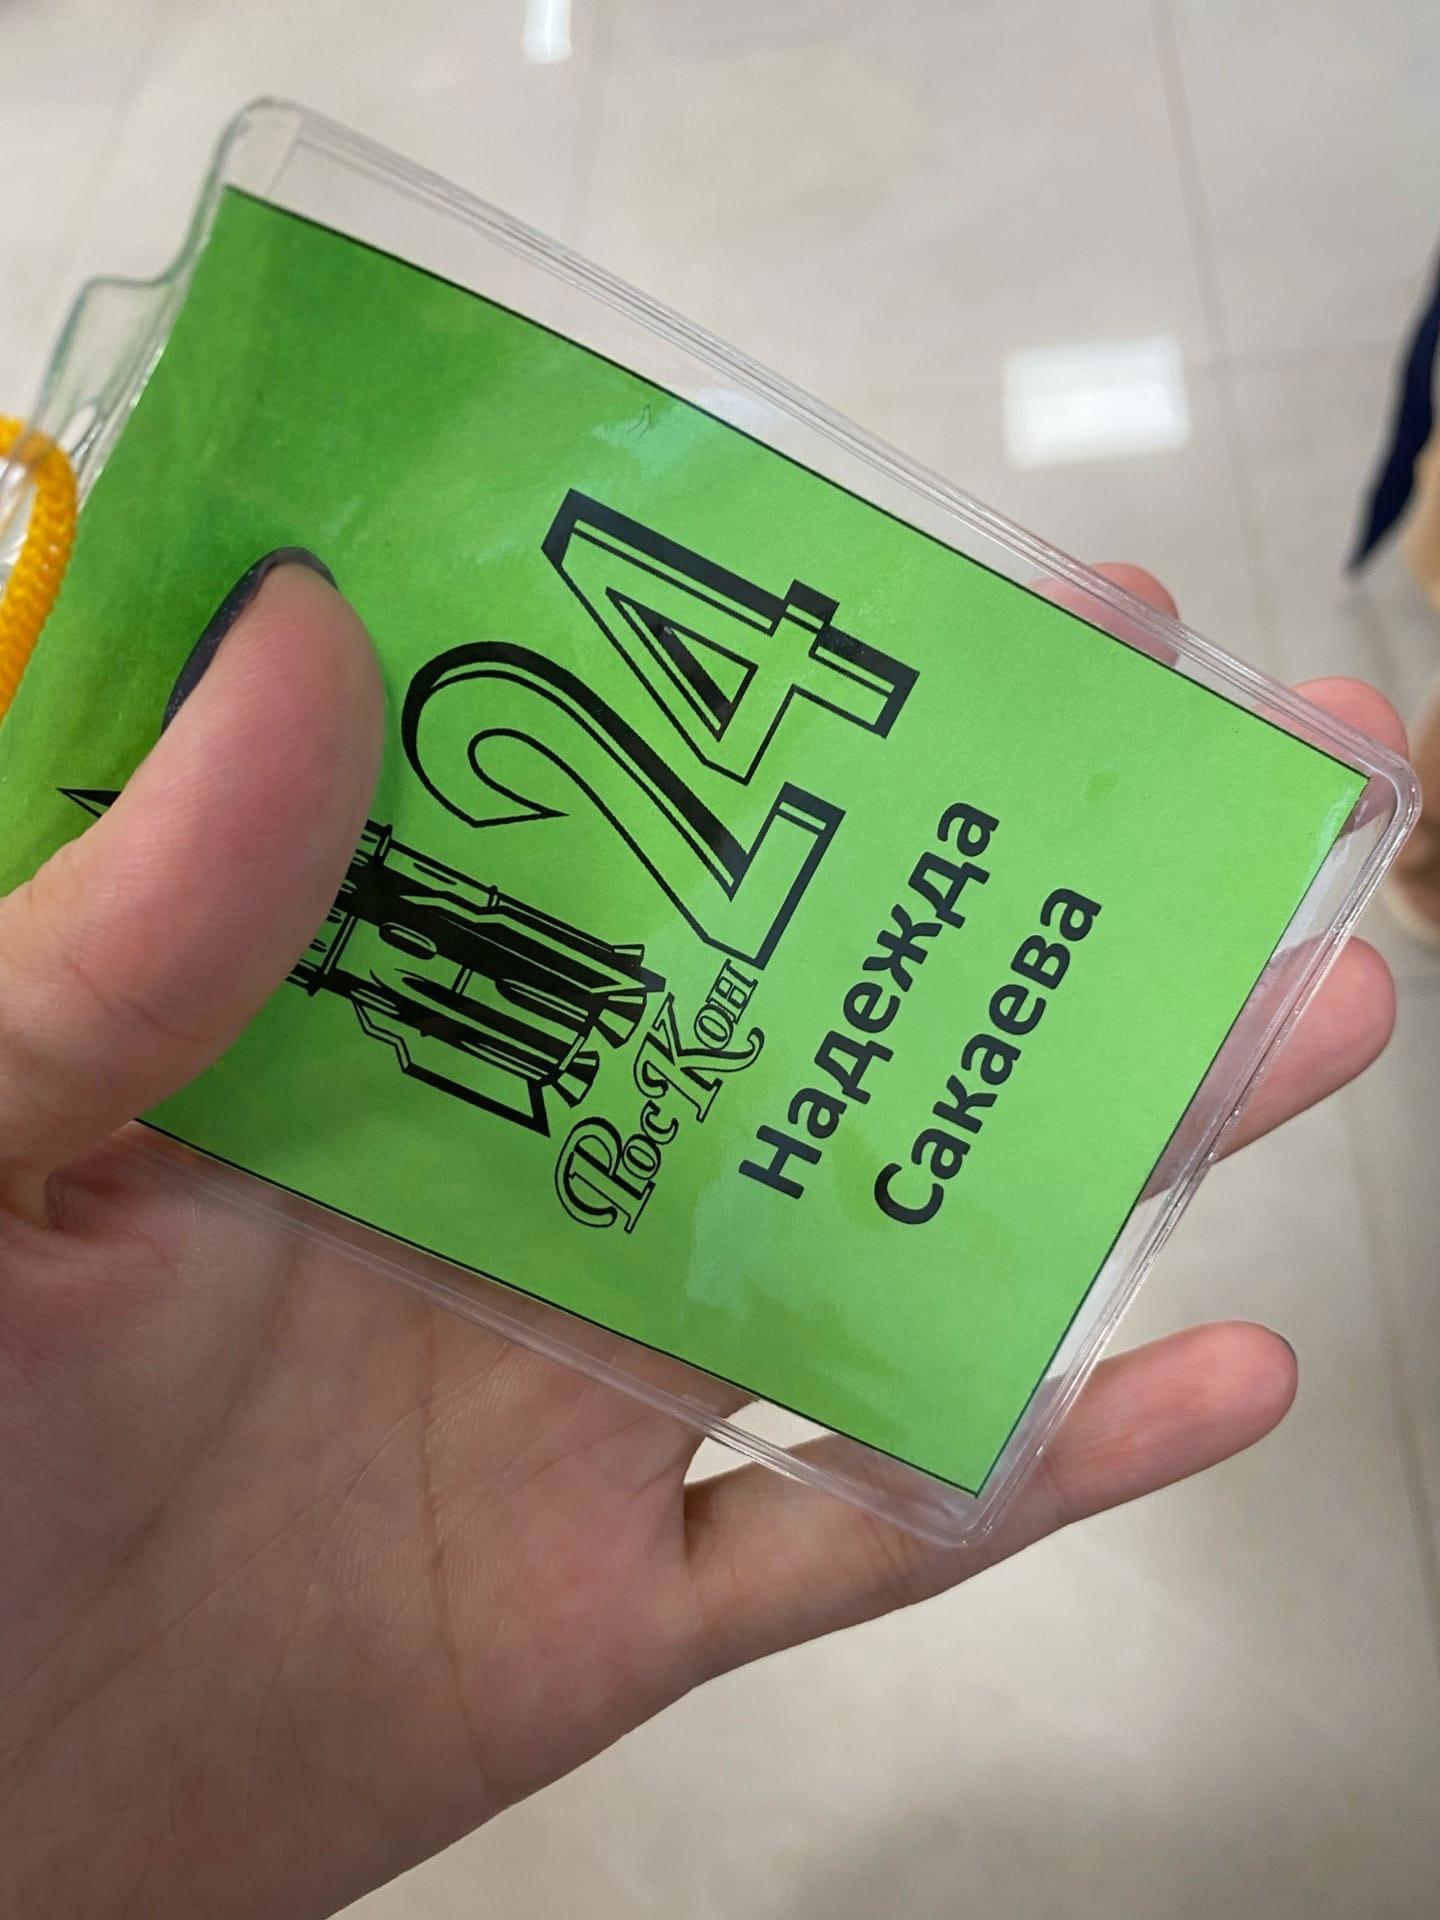 24
РосКон
Надежда
Сакаева